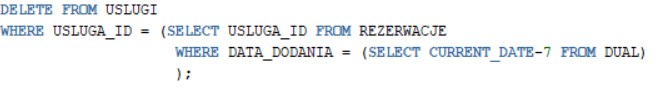 DELETE FROM USLUGI
WHERE USLUGA_ID = (SELECT USLUGA_ID FROM REZERWACJE
WHERE DATA_DODANIA = (SELECT CURRENT_DATE-7 FROM DUAL)
);